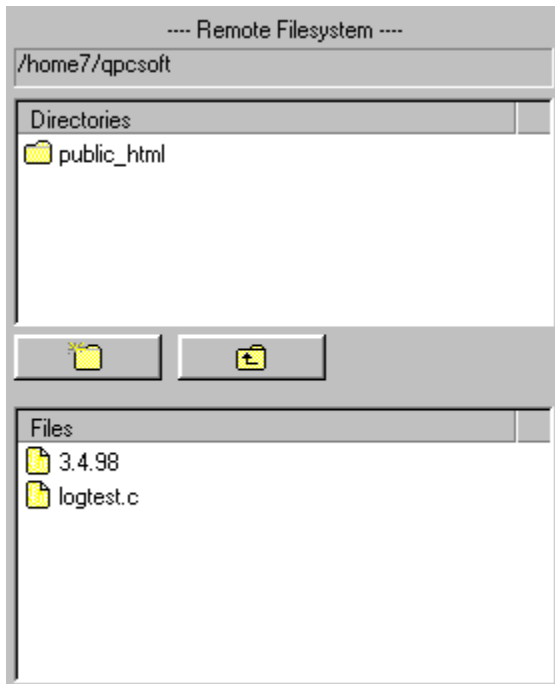 ---- Remote Filesystem ----
/home7/qpcsoft
Directories
public_html
Files
3.4.98
logtest.c